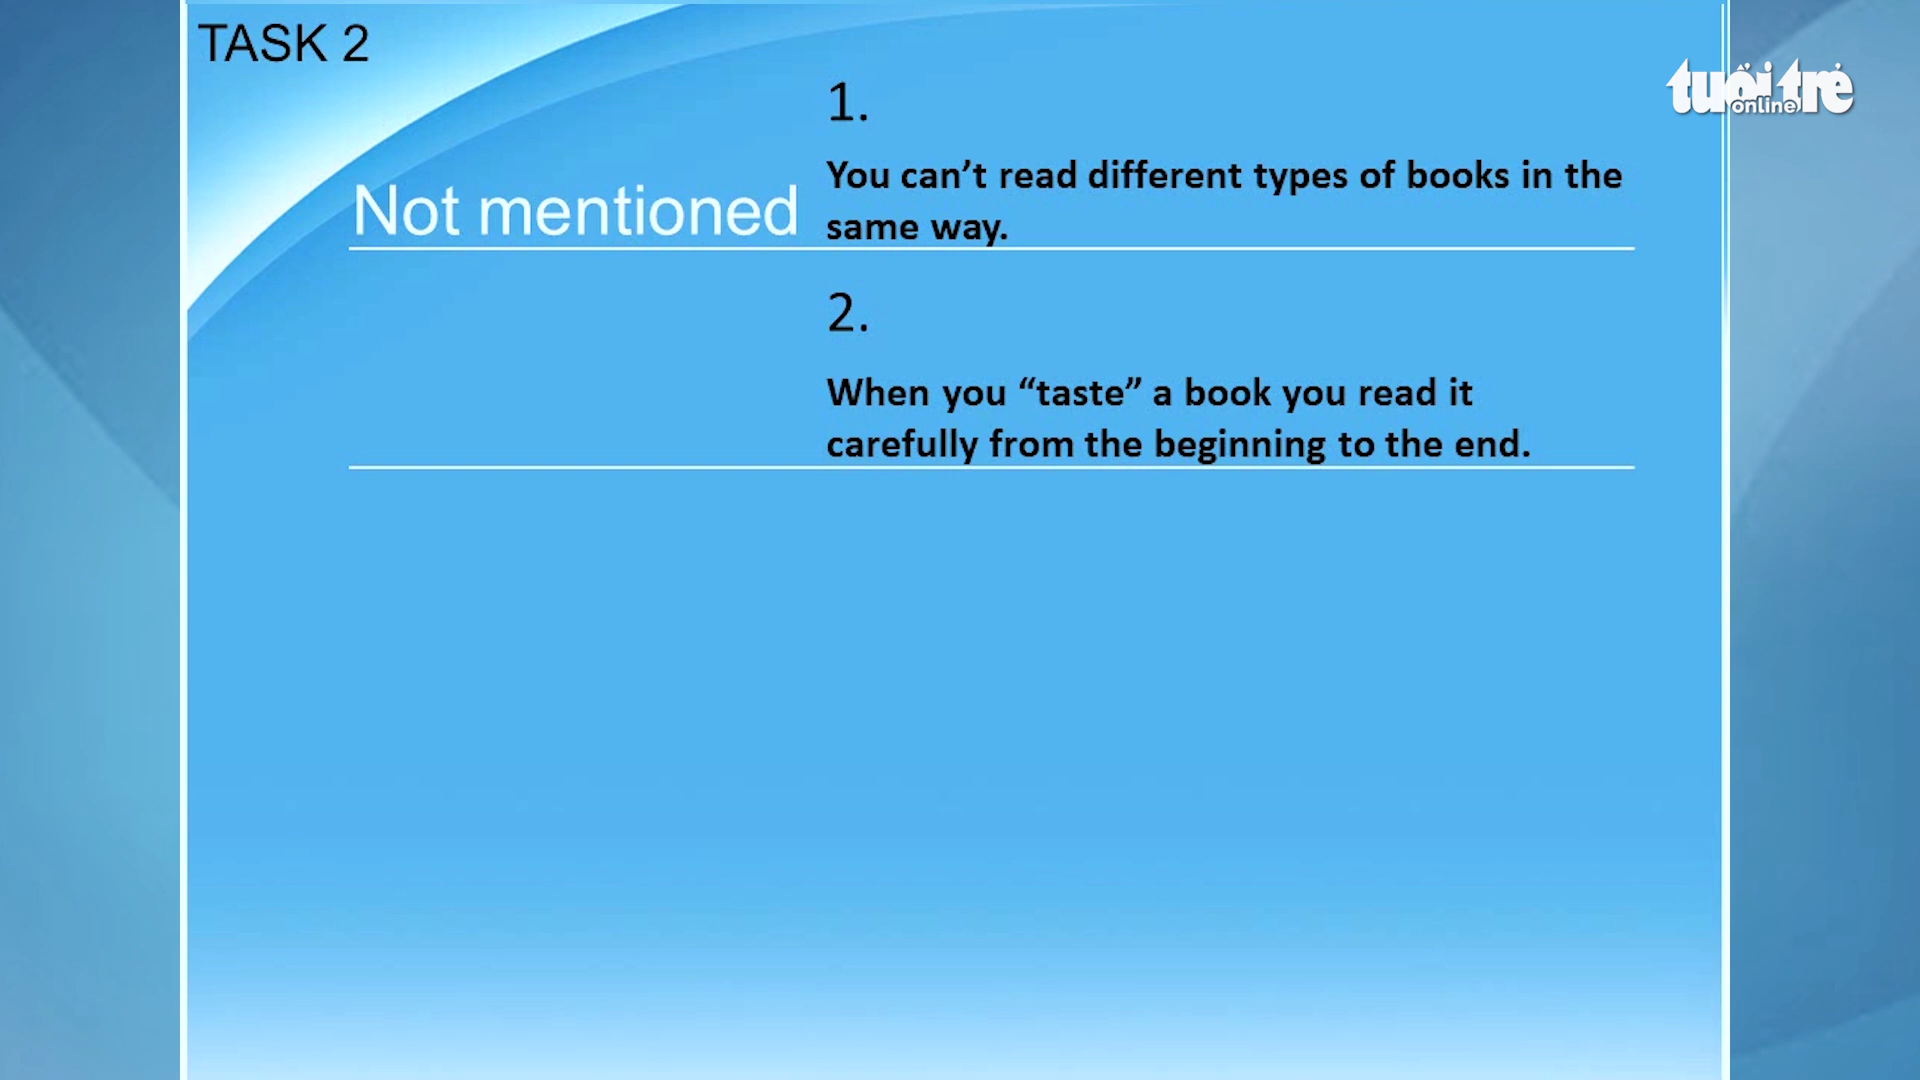 TASK 2
tuổi trẻ
online
1.
Not mentioned
You can’t read different types of books in the
same way.
2.
When you “taste” a book you read it
carefully from the beginning to the end.